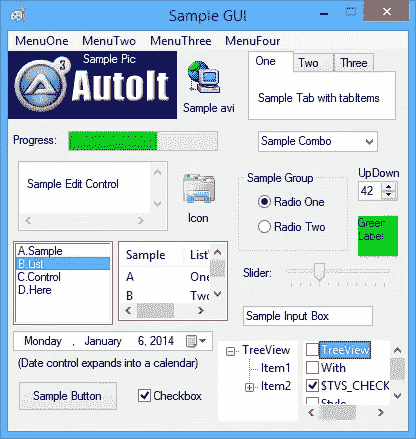 Sample GUI
MenuOne MenuTwo MenuThree MenuFour
Sample Pic
3
AutoIt
Sample avi
One Two Three
Sample Tab with tabItems
Progress:
Sample Combo
Sample Edit Control
Icon
Sample Group
Radio One
Radio Two
UpDown
42
Green
Label
A.Sample
B.List
C.Control
D.Here
Sample List
A One
B Two
Slider:
Sample Input Box
Monday , January 6, 2014
(Date control expands into a calendar)
Sample Button
Checkbox
TreeView
Item1
Item2
TreeView
With
$TVS_CHECK
Style